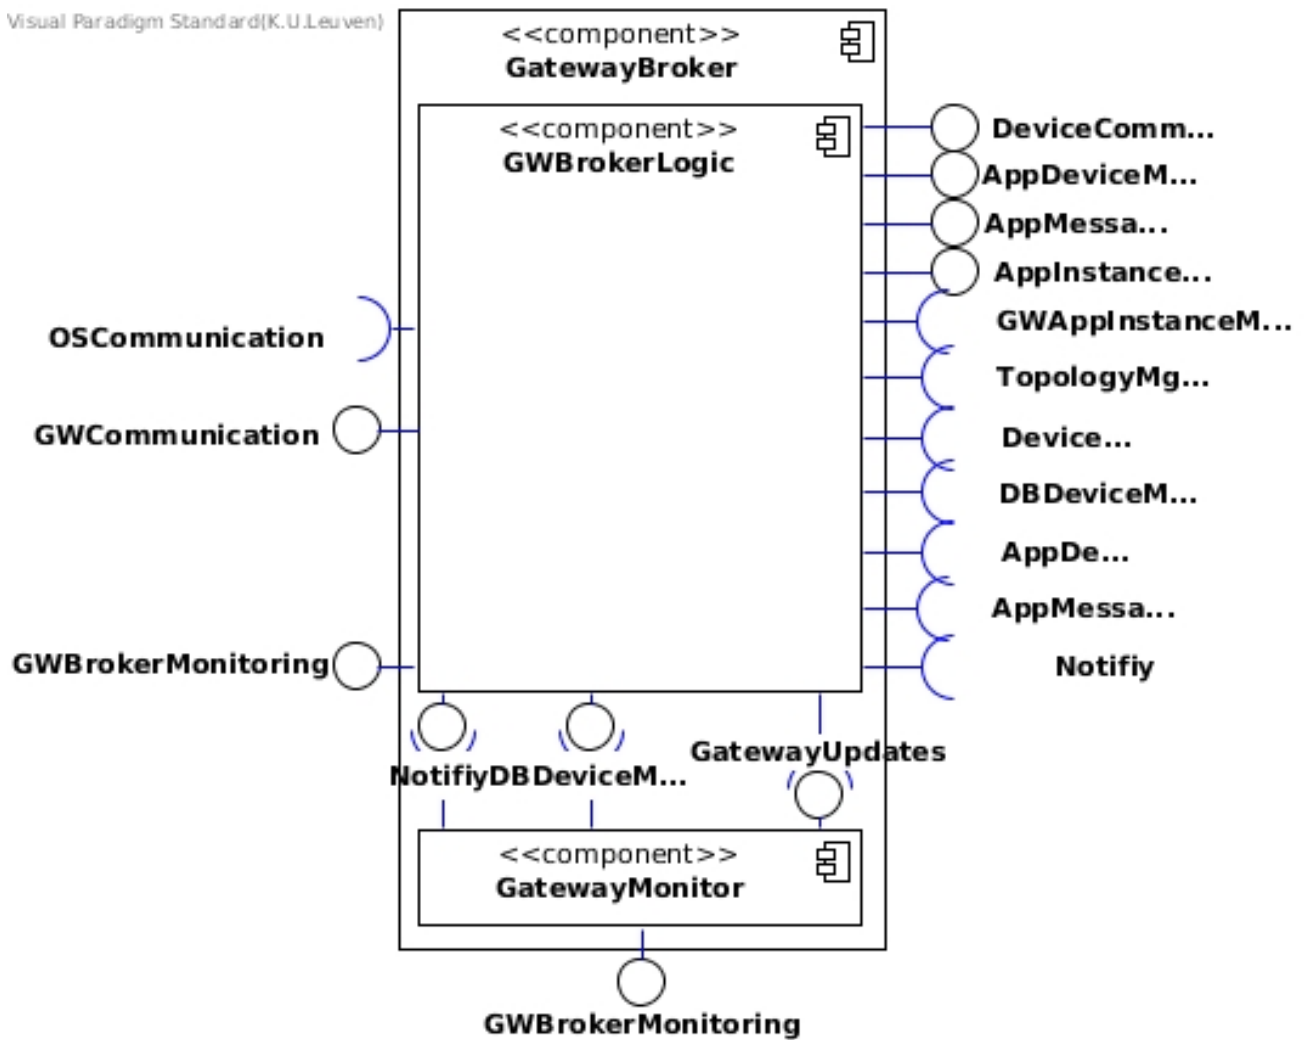 Visual Paradigm Standard(K.U.Leuven)
<<component>>
GatewayBroker
<<component>>
GWBrokerLogic
DeviceComm...
AppDeviceM...
AppMessa...
AppInstance...
GWAppInstanceM...
OSCommunication
TopologyMg...
GWCommunication
Device...
DBDeviceM...
AppDe...
AppMessa...
GWBrokerMonitoring
Notifiy
GatewayUpdates
NotifiyDBDeviceM...
<<component>>
GatewayMonitor
GWBrokerMonitoring